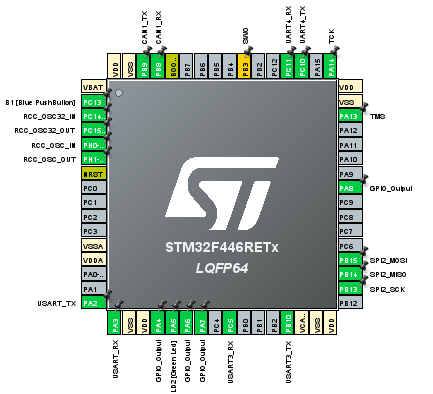 CAN1_TX
CAN1_RX
SWO
UART4_RX
UART4_TX
TCK
VDD
VSS
PB9
PB8
BOO..
PB7
PB6
PB5
PB4
PB3
PD2
PC12
PC11
PC10
PA15
PA14
VBAT
B1 [Blue PushButton] PC13
RCC_OSC32_IN PC14..
RCC_OSC32_OUT PC15..
RCC_OSC_IN PH0-..
RCC_OSC_OUT PH1-..
NRST
PC0
PC1
PC2
PC3
VSSA
VDDA
PA0-..
PA1
USART_TX PA2
STM32F446RETx
LQFP64
VDD
VSS
PA13 TMS
PA12
PA11
PA10
PA9
PA8 GPIO_Output
PC9
PC8
PC7
PC6
PB15 SPI2_MOSI
PB14 SPI2_MISO
PB13 SPI2_SCK
PB12
PA3
VSS
VDD
PA4
PA5
PA6
PA7
PC4
PC5
PB0
PB1
PB2
PB10
VCA..
VSS
VDD
USART_RX
GPIO_Output
LD2 [Green Led]
GPIO_Output
GPIO_Output
USART3_RX
USART3_TX